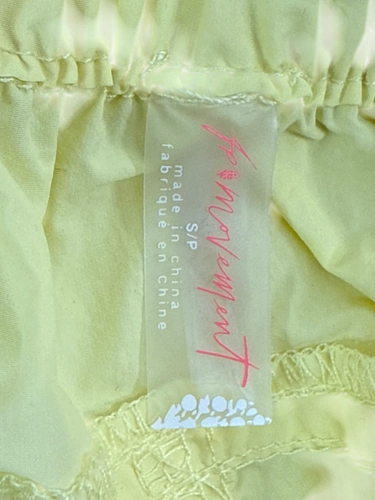 fp movement
S/P
made in china
fabriqué en Chine